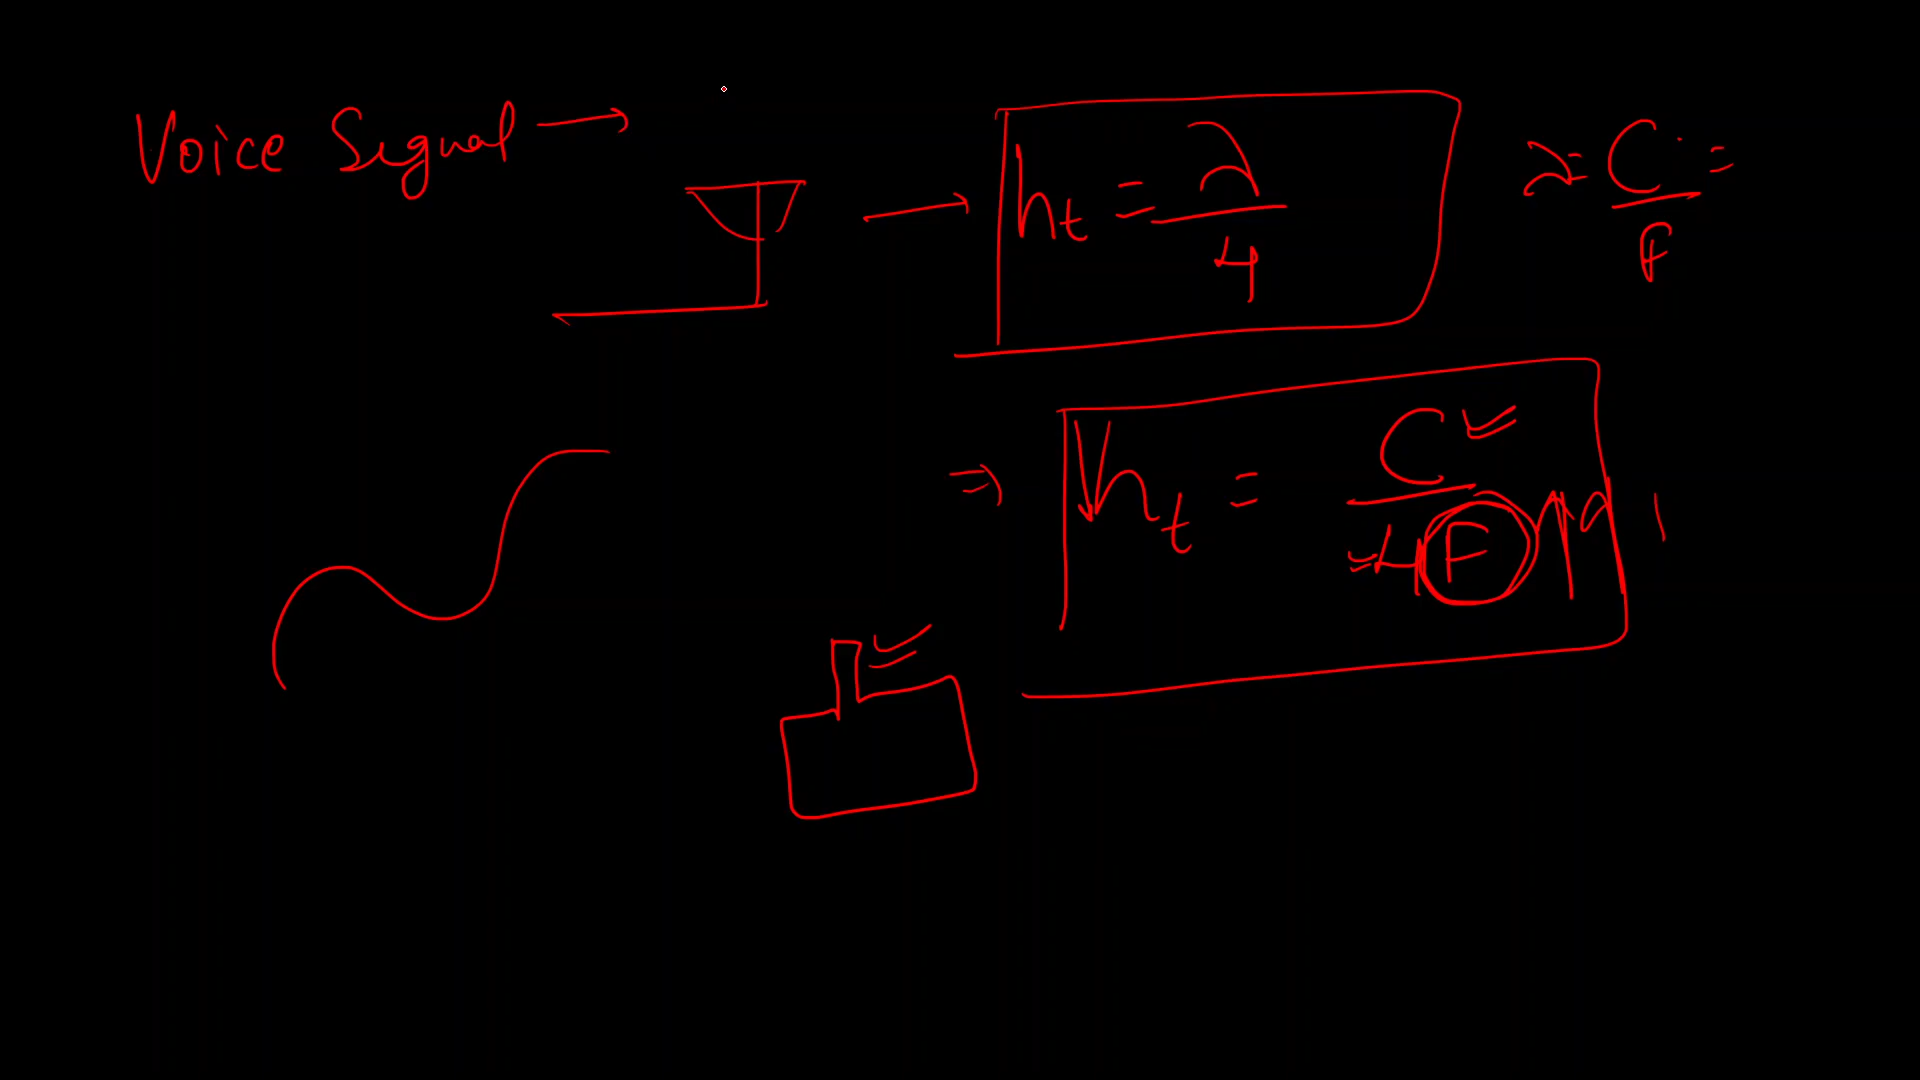 Voice Signal →
→ ht = λ/4
λ = C/F =
⇒ ht = C/4F